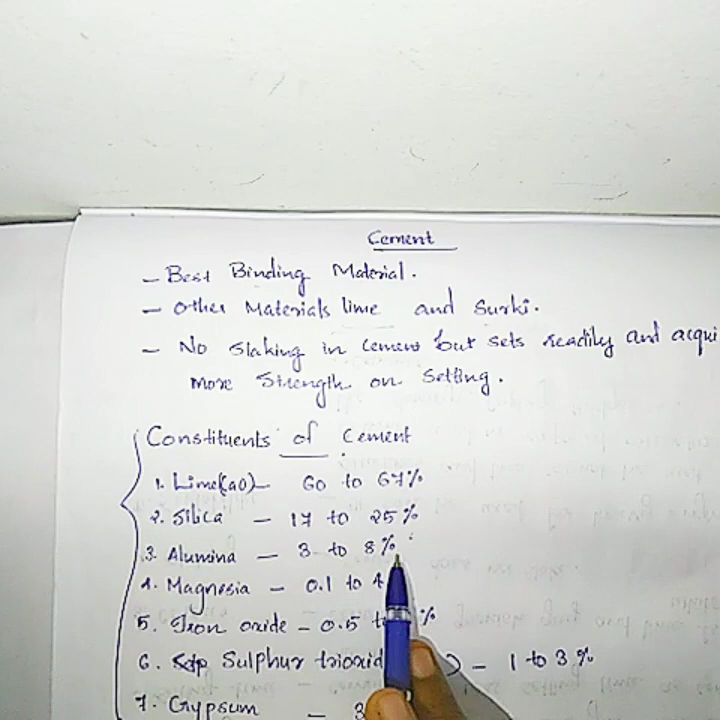 Cement
- Best Binding Material.
- Other Materials lime and Surki.
- No Slaking in cement but sets readily and acqui
more Strength on Setting.
Constituents of Cement
1. Lime(CaO) - 60 to 67%
2. Silica - 17 to 25%
3. Alumina - 3 to 8%
4. Magnesia - 0.1 to 4
5. Iron oxide - 0.5 t %
6. Sulphur trioxid ) - 1 to 3%
7. Gypsum - 3